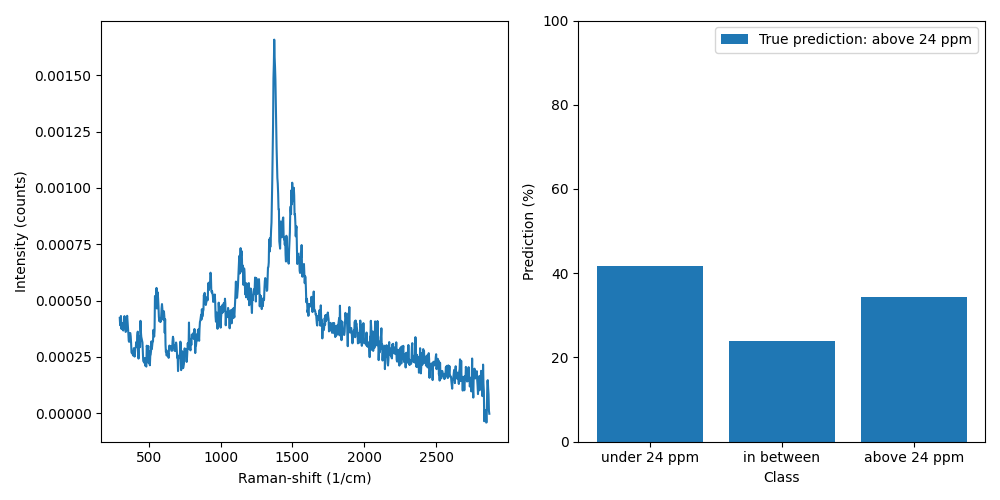 0.00150
0.00125
0.00100
0.00075
0.00050
0.00025
0.00000
Intensity (counts)
500 1000 1500 2000 2500
Raman-shift (1/cm)
100
80
60
40
20
0
Prediction (%)
True prediction: above 24 ppm
under 24 ppm in between above 24 ppm
Class